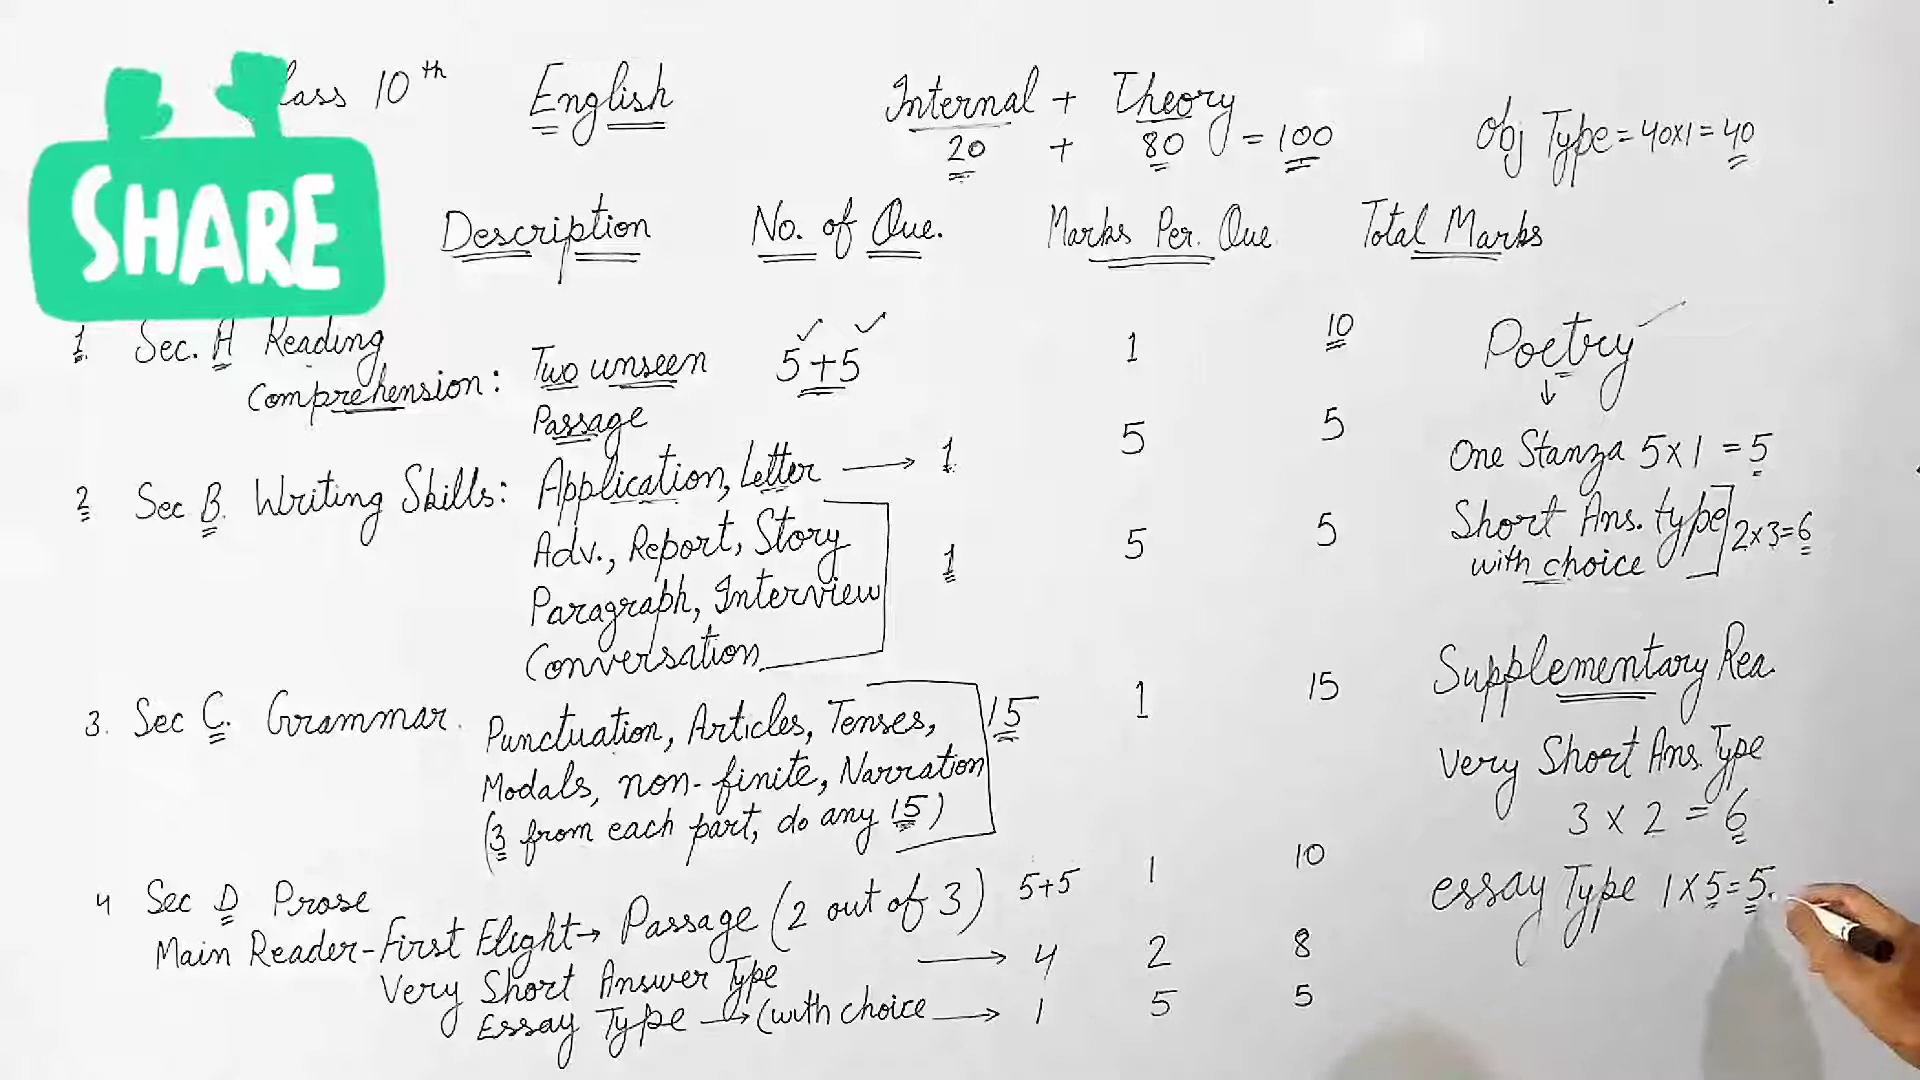 SHARE
lass 10th English Internal + Theory
20 + 80 = 100
Obj Type = 40x1 = 40
Description No. of Que. Marks Per. Que Total Marks
1. Sec. A Reading Comprehension: Two unseen Passage 5+5 1 10
2 Sec B. Writing Skills: Application, Letter → 1 5 5
Adv., Report, Story 1 5 5
Paragraph, Interview
Conversation
3. Sec C. Grammar. Punctuation, Articles, Tenses, 15 1 15
Modals, non-finite, Narration
(3 from each part, do any 15)
4 Sec D Prose
Main Reader-First Flight→ Passage (2 out of 3) 5+5 1 10
Very Short Answer Type → 4 2 8
Essay Type → (with choice → 1 5 5
Poetry
↓
One Stanza 5x1 = 5
Short Ans. type
with choice ] 2x3=6
Supplementary Rea.
Very Short Ans. Type
3 x 2 = 6
essay Type 1x5=5.